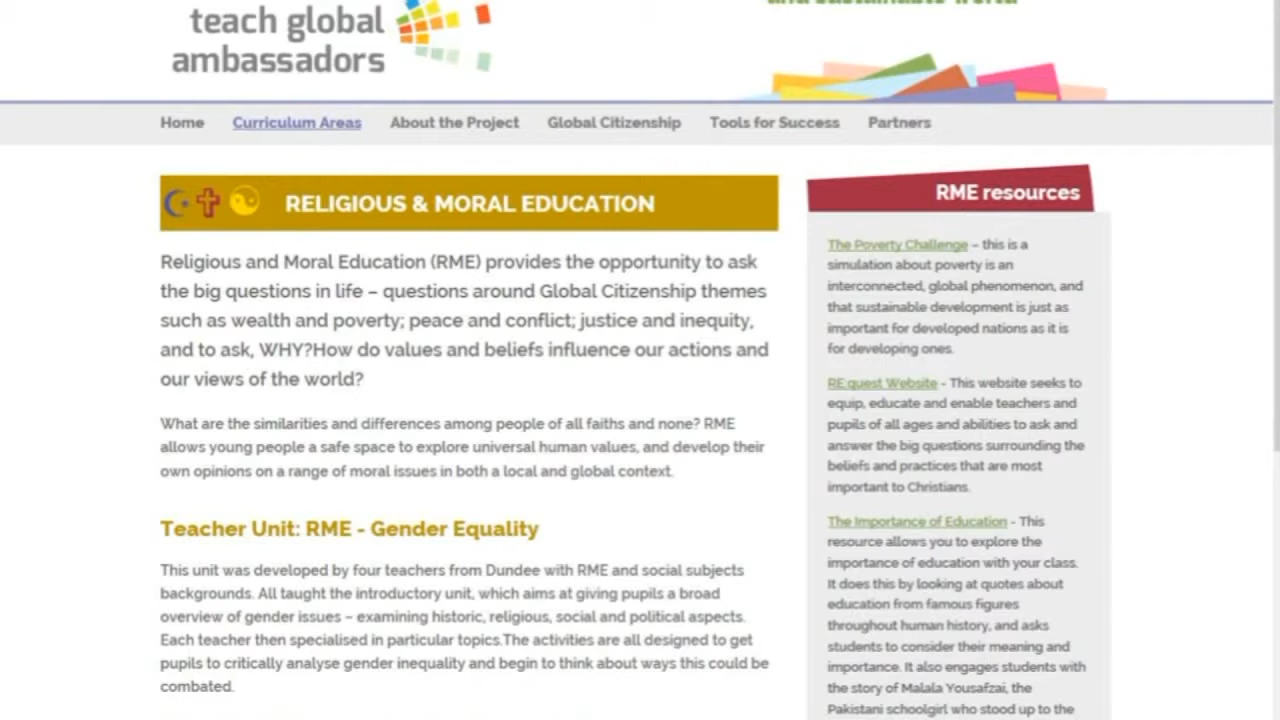 teach global
ambassadors
Home Curriculum Areas About the Project Global Citizenship Tools for Success Partners
RELIGIOUS & MORAL EDUCATION
Religious and Moral Education (RME) provides the opportunity to ask
the big questions in life – questions around Global Citizenship themes
such as wealth and poverty; peace and conflict; justice and inequity,
and to ask, WHY?How do values and beliefs influence our actions and
our views of the world?
What are the similarities and differences among people of all faiths and none? RME
allows young people a safe space to explore universal human values, and develop their
own opinions on a range of moral issues in both a local and global context.
Teacher Unit: RME - Gender Equality
This unit was developed by four teachers from Dundee with RME and social subjects
backgrounds. All taught the introductory unit, which aims at giving pupils a broad
overview of gender issues – examining historic, religious, social and political aspects.
Each teacher then specialised in particular topics.The activities are all designed to get
pupils to critically analyse gender inequality and begin to think about ways this could be
combated.
RME resources
The Poverty Challenge – this is a
simulation about poverty is an
interconnected, global phenomenon, and
that sustainable development is just as
important for developed nations as it is
for developing ones.
RE:quest Website - This website seeks to
equip, educate and enable teachers and
pupils of all ages and abilities to ask and
answer the big questions surrounding the
beliefs and practices that are most
important to Christians.
The Importance of Education - This
resource allows you to explore the
importance of education with your class.
It does this by looking at quotes about
education from famous figures
throughout human history, and asks
students to consider their meaning and
importance. It also engages students with
the story of Malala Yousafzai, the
Pakistani schoolgirl who stood up to the